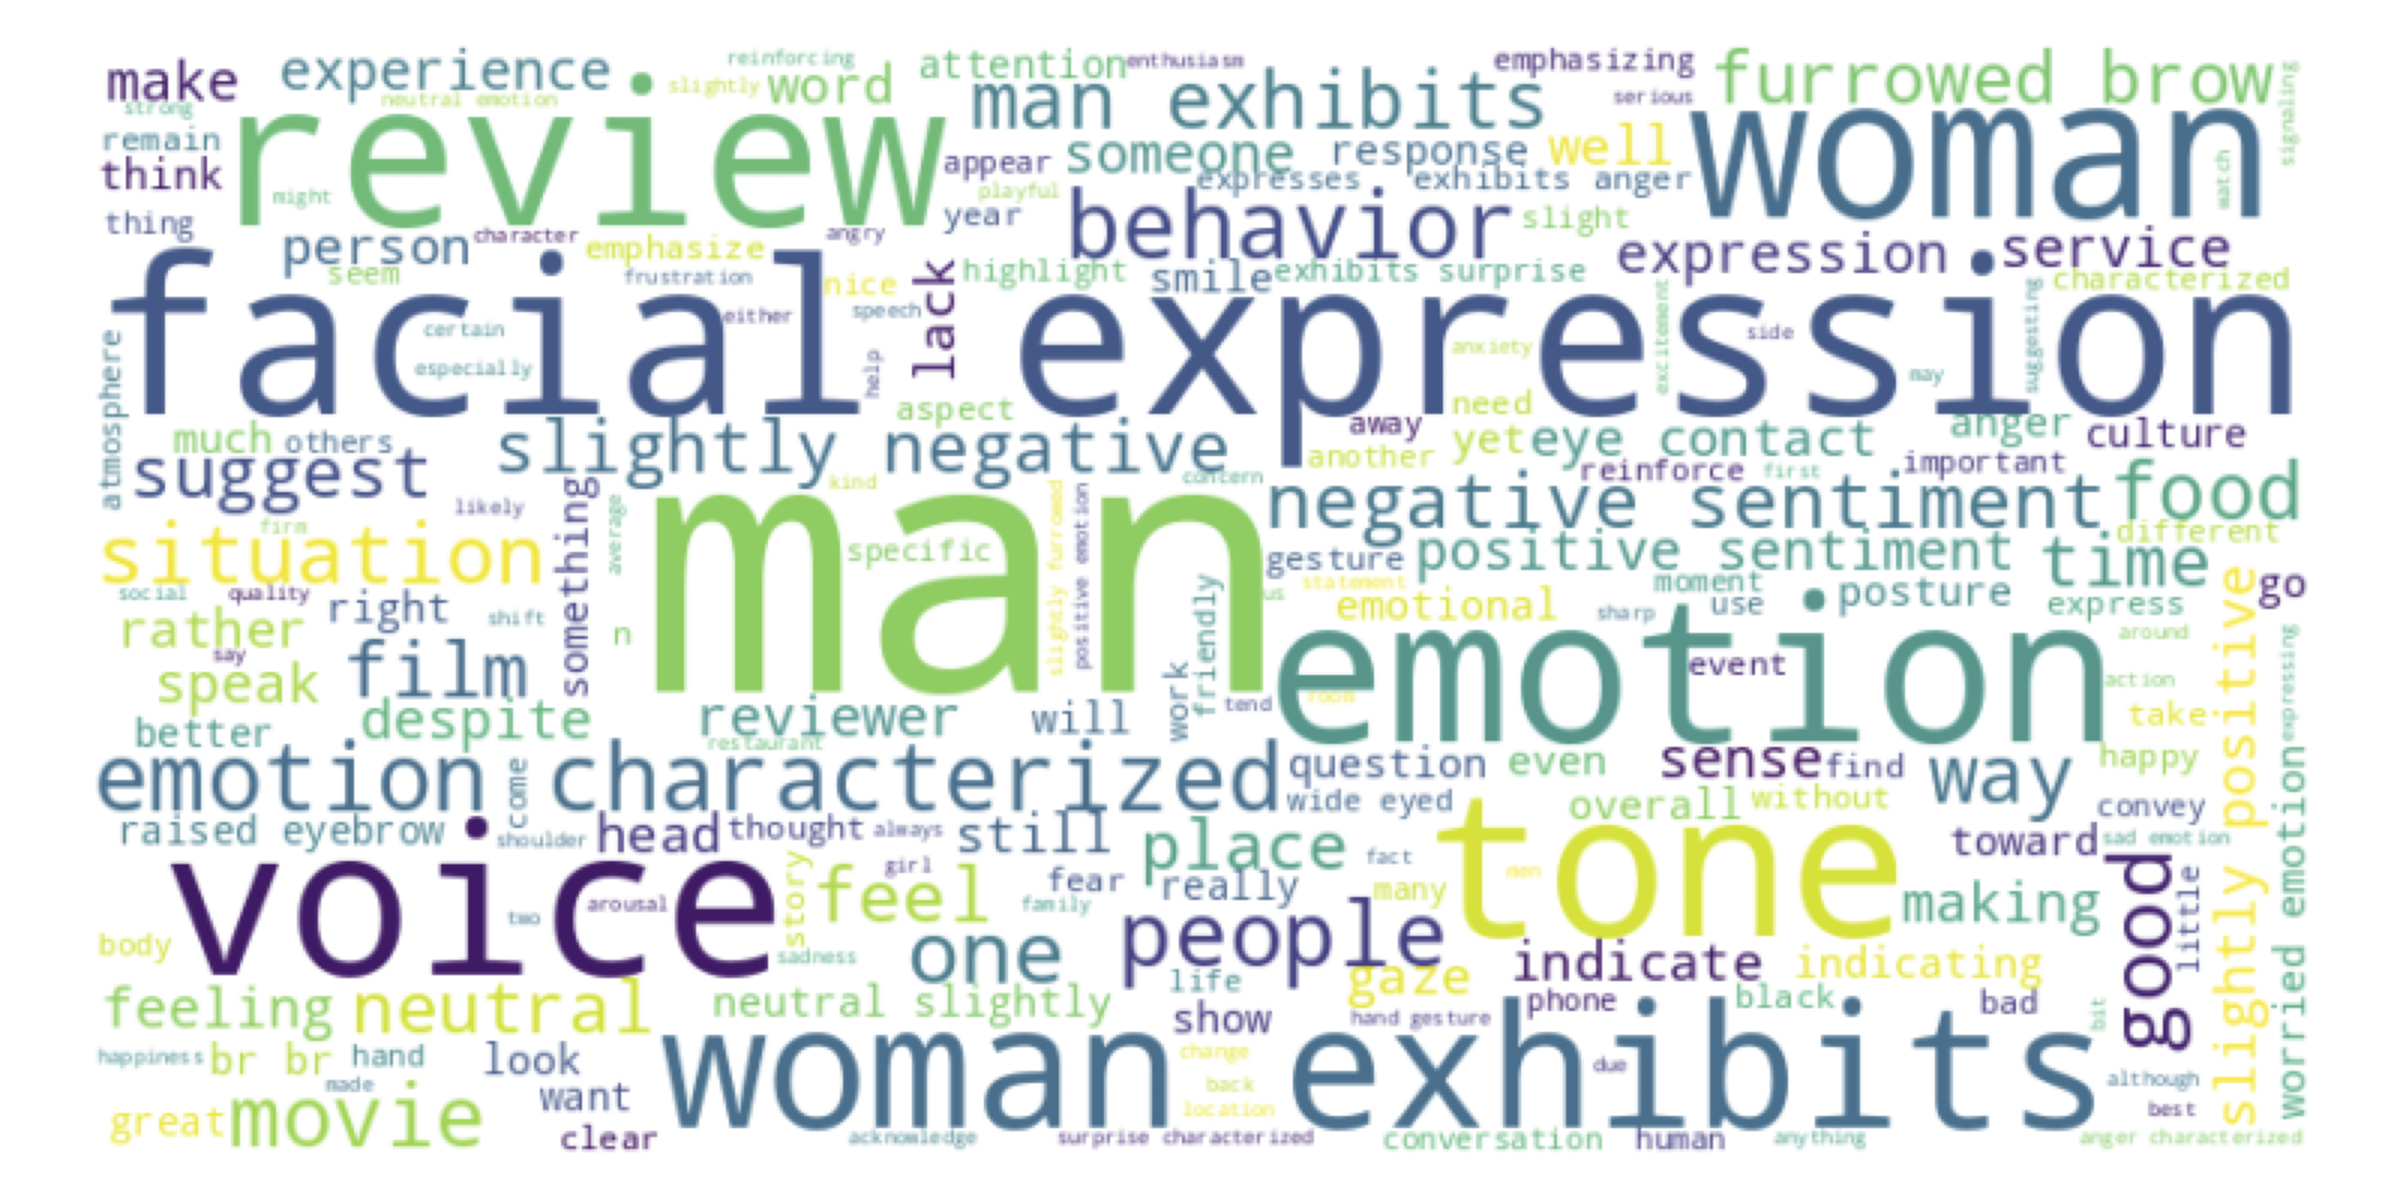 reinforcing
attention
enthusiasm
emphasizing
furrowed brow
make
experience
slightly
word
man exhibits
serious
signaling
strong
neutral emotion
review
woman
remain
someone
response
well
think
appear
expresses
exhibits anger
match
might
playful
behavior
thing
year
slight
person
character
emphasize
angry
expression
service
seem
frustration
nice
lack
highlight
smile
exhibits surprise
characterized
facial expression
either
speech
excitement
suggesting
certain
side
atmosphere
especially
help
anxiety
may
aspect
need
much
others
slightly negative
away
yet
eye contact
anger
culture
another
suggest
kind
concern
reinforce
first
important
likely
something
average
man
slightly furrowed
positive emotion
negative sentiment
food
firm
situation
specific
gesture
positive sentiment
time
different
social
quality
right
shift
us
statement
moment
use
posture
go
rather
n
friendly
emotional
sharp
express
say
film
emotion
event
around
slightly positive
expressing
speak
work
room
action
better
despite
reviewer
will
tend
take
restaurant
emotion characterized
come
question
even
sense
find
way
happy
wide eyed
overall
without
convey
worried emotion
raised eyebrow
shoulder
head
thought
always
still
place
tone
toward
sad emotion
voice
story
girl
fact
men
good
little
two
arousal
feel
fear
really
many
making
family
body
sadness
one
people
indicate
indicating
life
gaze
feeling
neutral
neutral slightly
show
hand gesture
phone
black
bad
bit
happiness
br br
hand
look
woman exhibits
change
due
made
back
although
great
movie
want
location
best
clear
acknowledge
surprise characterized
conversation
human
anything
anger characterized